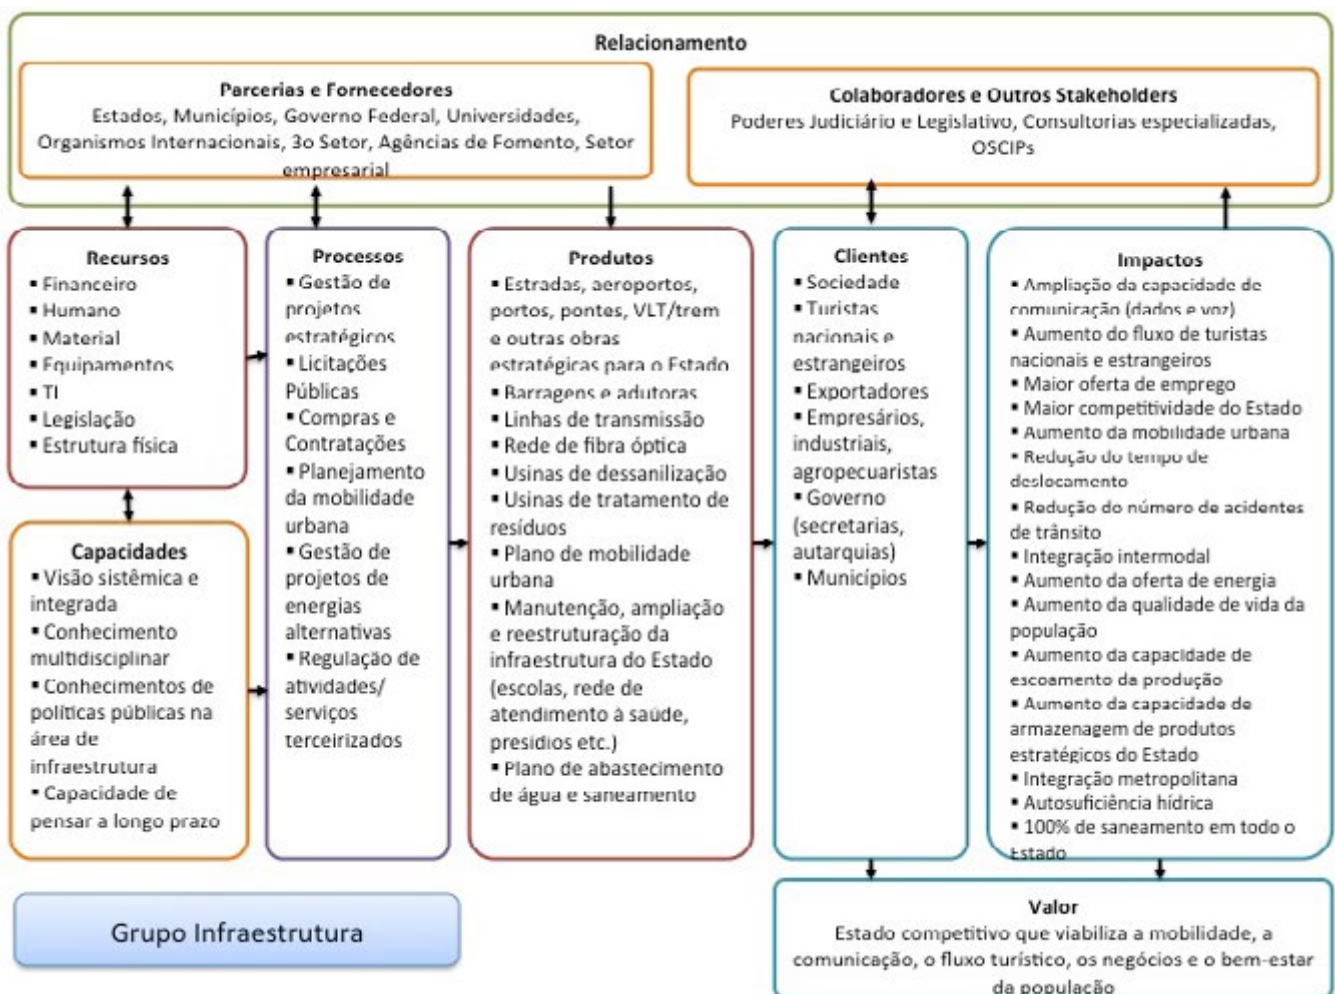 Relacionamento
Parcerias e Fornecedores
Estados, Municípios, Governo Federal, Universidades,
Organismos Internacionais, 3o Setor, Agências de Fomento, Setor
empresarial
Colaboradores e Outros Stakeholders
Poderes Judiciário e Legislativo, Consultorias especializadas,
OSCIPs
Recursos
▪ Financeiro
▪ Humano
▪ Material
▪ Equipamentos
▪ TI
▪ Legislação
▪ Estrutura física
Capacidades
▪ Visão sistêmica e
integrada
▪ Conhecimento
multidisciplinar
▪ Conhecimentos de
políticas públicas na
área de
infraestrutura
▪ Capacidade de
pensar a longo prazo
Processos
▪ Gestão de
projetos
estratégicos
▪ Licitações
Públicas
▪ Compras e
Contratações
▪ Planejamento
da mobilidade
urbana
▪ Gestão de
projetos de
energias
alternativas
▪ Regulação de
atividades/
serviços
terceirizados
Produtos
▪ Estradas, aeroportos,
portos, pontes, VLT/trem
e outras obras
estratégicas para o Estado
▪ Barragens e adutoras
▪ Linhas de transmissão
▪ Rede de fibra óptica
▪ Usinas de dessanilização
▪ Usinas de tratamento de
resíduos
▪ Plano de mobilidade
urbana
▪ Manutenção, ampliação
e reestruturação da
infraestrutura do Estado
(escolas, rede de
atendimento à saúde,
presídios etc.)
▪ Plano de abastecimento
de água e saneamento
Clientes
▪ Sociedade
▪ Turistas
nacionais e
estrangeiros
▪ Exportadores
▪ Empresários,
industriais,
agropecuaristas
▪ Governo
(secretarias,
autarquias)
▪ Municípios
Impactos
▪ Ampliação da capacidade de
comunicação (dados e voz)
▪ Aumento do fluxo de turistas
nacionais e estrangeiros
▪ Maior oferta de emprego
▪ Maior competitividade do Estado
▪ Aumento da mobilidade urbana
▪ Redução do tempo de
deslocamento
▪ Redução do número de acidentes
de trânsito
▪ Integração intermodal
▪ Aumento da oferta de energia
▪ Aumento da qualidade de vida da
população
▪ Aumento da capacidade de
escoamento da produção
▪ Aumento da capacidade de
armazenagem de produtos
estratégicos do Estado
▪ Integração metropolitana
▪ Autosuficiência hídrica
▪ 100% de saneamento em todo o
Estado
Grupo Infraestrutura
Valor
Estado competitivo que viabiliza a mobilidade, a
comunicação, o fluxo turístico, os negócios e o bem-estar
da população